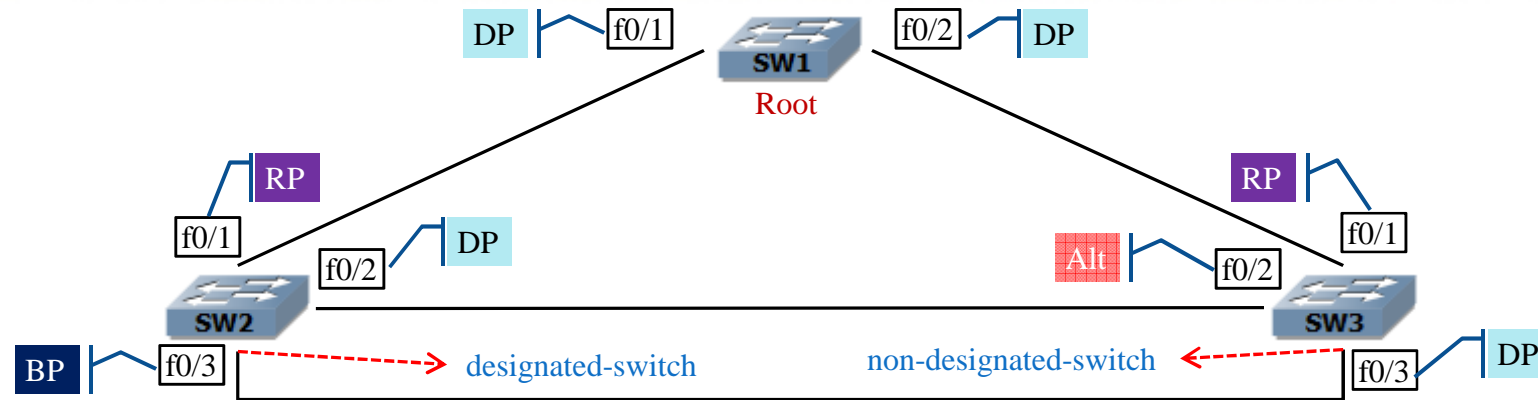 DP
f0/1
SW1
f0/2
DP
Root
RP
RP
f0/1
f0/1
f0/2
DP
Alt
f0/2
SW2
SW3
BP
f0/3
designated-switch
non-designated-switch
f0/3
DP